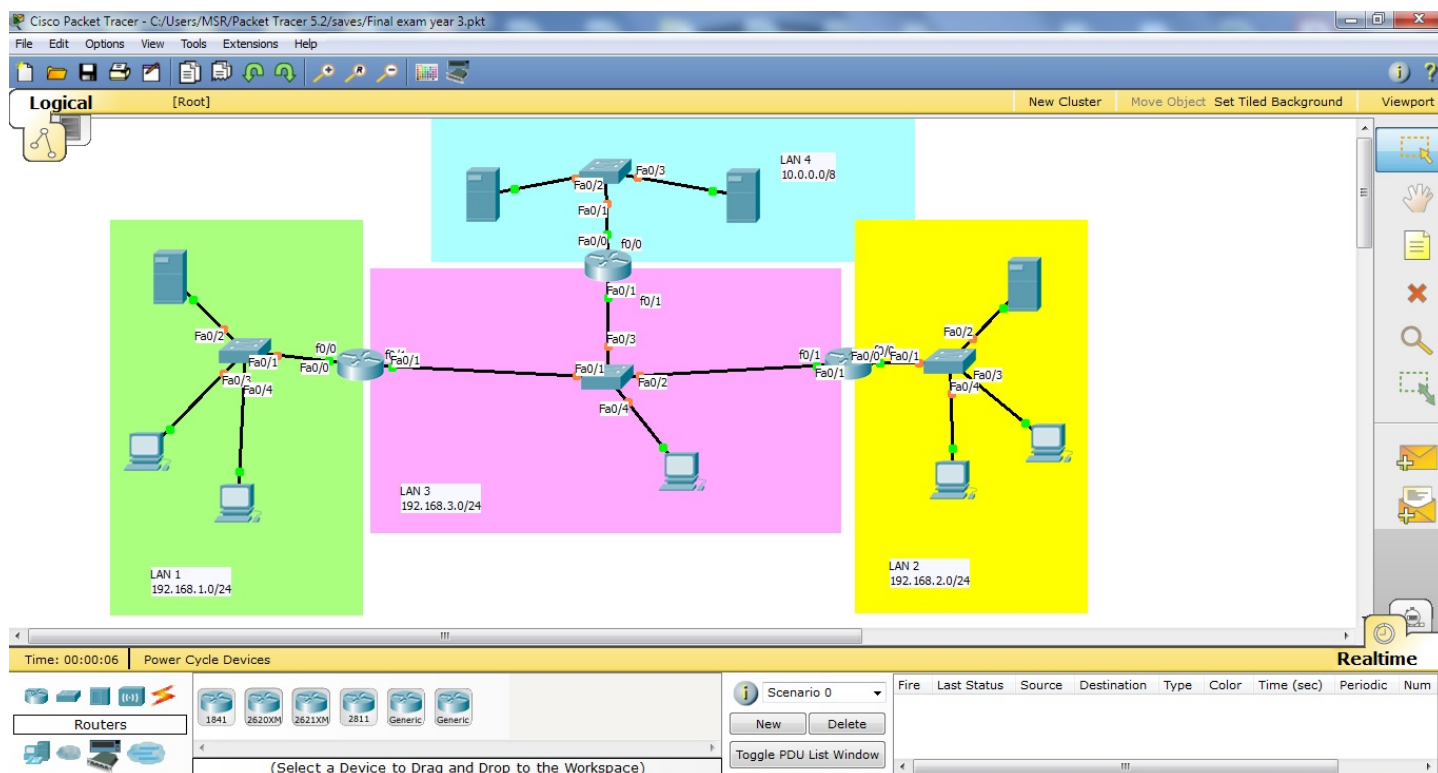 Cisco Packet Tracer - C:/Users/MSR/Packet Tracer 5.2/saves/Final exam year 3.pkt
File Edit Options View Tools Extensions Help
Logical [Root] New Cluster Move Object Set Tiled Background Viewport
LAN 4
10.0.0.0/8
Fa0/3
Fa0/2
Fa0/1
Fa0/0 f0/0
Fa0/1
f0/1
Fa0/2
Fa0/1
Fa0/3
Fa0/4
f0/0
Fa0/0
Fa0/1
Fa0/3
Fa0/1
Fa0/2
Fa0/4
f0/1
Fa0/1
Fa0/0
Fa0/1
Fa0/2
Fa0/3
Fa0/4
LAN 3
192.168.3.0/24
LAN 1
192.168.1.0/24
LAN 2
192.168.2.0/24
Time: 00:00:06 Power Cycle Devices Realtime
Routers
1841 2620XM 2621XM 2811 Generic Generic
(Select a Device to Drag and Drop to the Workspace)
Scenario 0
New Delete
Toggle PDU List Window
Fire Last Status Source Destination Type Color Time (sec) Periodic Num